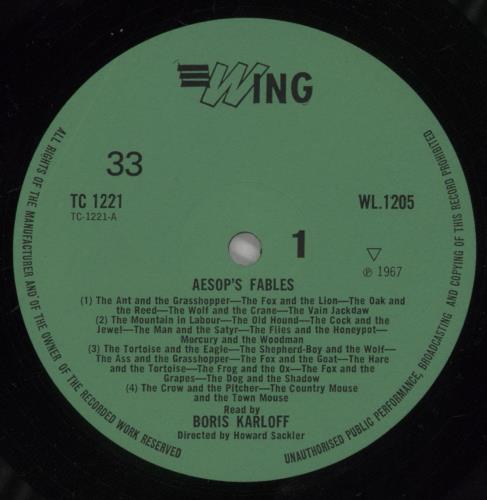 WING
33
TC 1221
TC-1221-A
WL.1205
1
℗ 1967
AESOP'S FABLES
(1) The Ant and the Grasshopper—The Fox and the Lion—The Oak and
the Reed—The Wolf and the Crane—The Vain Jackdaw
(2) The Mountain in Labour—The Old Hound—The Cock and the
Jewel—The Man and the Satyr—The Flies and the Honeypot—
Morcury and the Woodman
(3) The Tortoise and the Eagle—The Shepherd-Boy and the Wolf—
The Ass and the Grasshopper—The Fox and the Goat—The Hare
and the Tortoise—The Frog and the Ox—The Fox and the
Grapes—The Dog and the Shadow
(4) The Crow and the Pitcher—The Country Mouse
and the Town Mouse
Read by
BORIS KARLOFF
Directed by Howard Sackler
ALL RIGHTS OF THE MANUFACTURER AND OF THE OWNER OF THE RECORDED WORK RESERVED
UNAUTHORISED PUBLIC PERFORMANCE, BROADCASTING AND COPYING OF THIS RECORD PROHIBITED